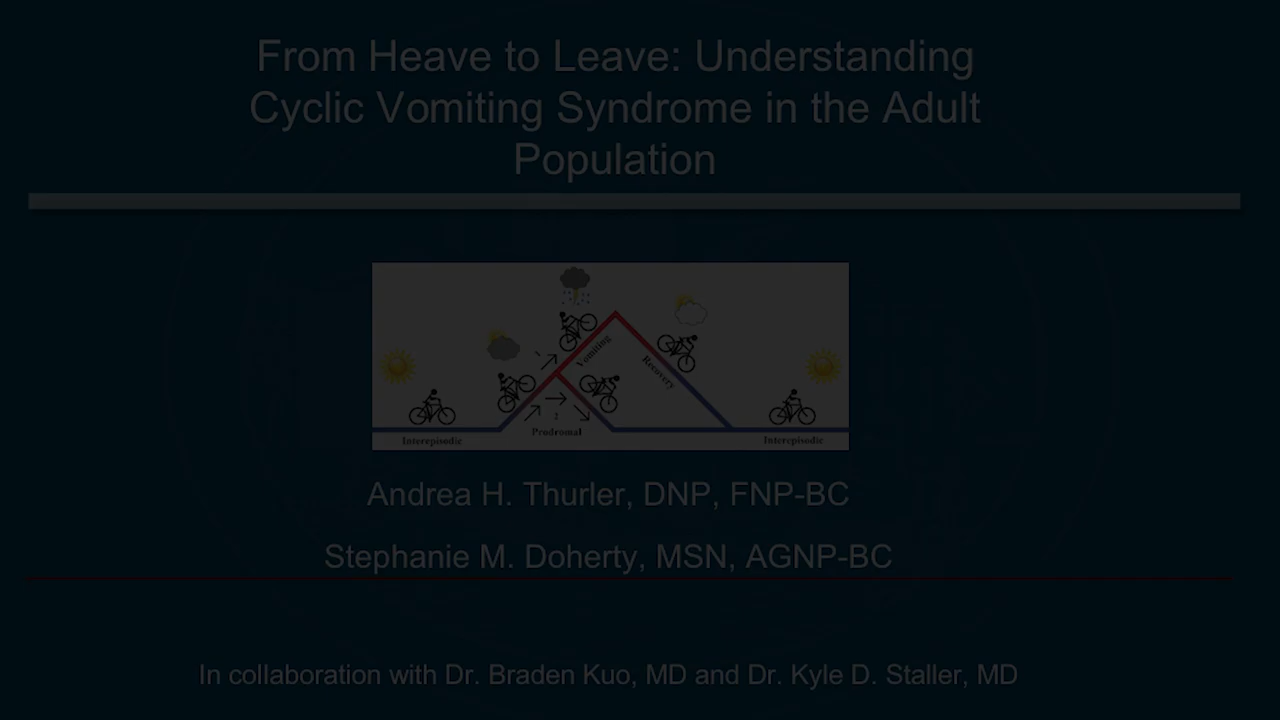 From Heave to Leave: Understanding
Cyclic Vomiting Syndrome in the Adult
Population
Vomiting
Recovery
2
Prodromal
Interepisodic
Interepisodic
Andrea H. Thurler, DNP, FNP-BC
Stephanie M. Doherty, MSN, AGNP-BC
In collaboration with Dr. Braden Kuo, MD and Dr. Kyle D. Staller, MD